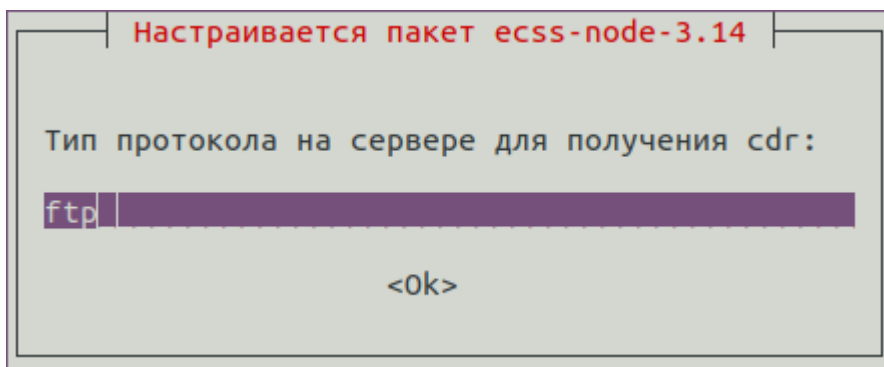 Настраивается пакет ecss-node-3.14
Тип протокола на сервере для получения cdr:
ftp
<Ok>